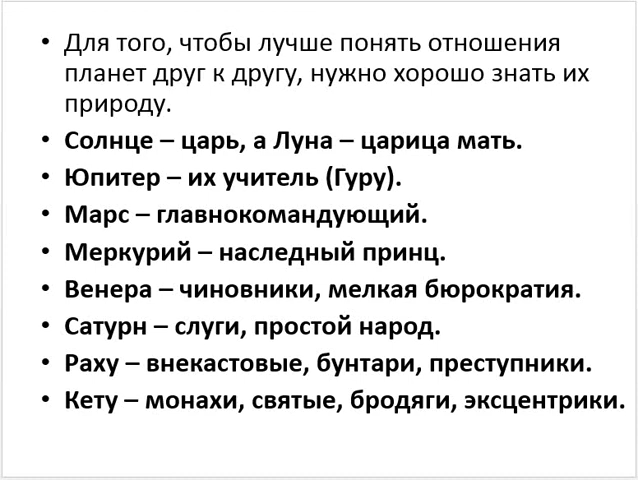 • Для того, чтобы лучше понять отношения
планет друг к другу, нужно хорошо знать их
природу.
• Солнце – царь, а Луна – царица мать.
• Юпитер – их учитель (Гуру).
• Марс – главнокомандующий.
• Меркурий – наследный принц.
• Венера – чиновники, мелкая бюрократия.
• Сатурн – слуги, простой народ.
• Раху – внекастовые, бунтари, преступники.
• Кету – монахи, святые, бродяги, эксцентрики.